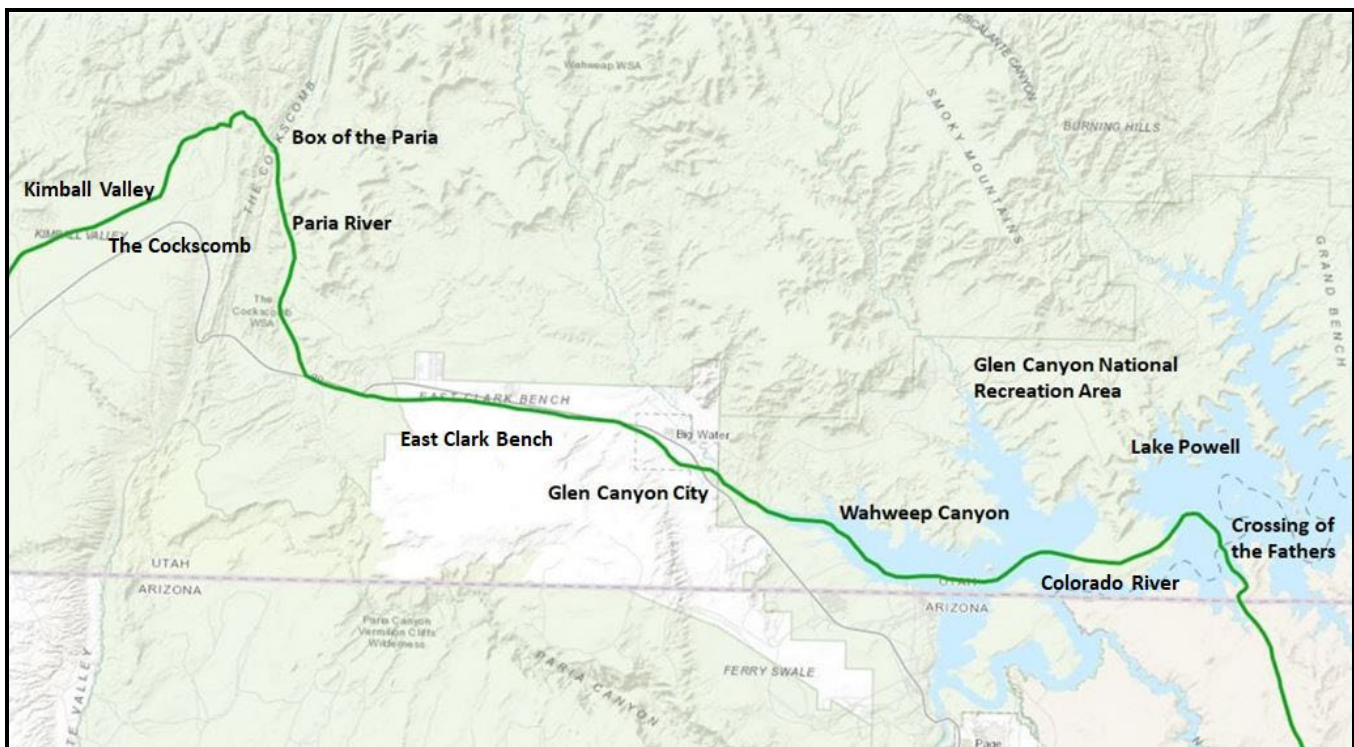 ESCALANTE CANYON
Wahweap WSA
SMOKY MOUNTAINS
BURNING HILLS
Box of the Paria
THE COCKSCOMB
Kimball Valley
Paria River
KIMBALL VALLEY
The Cockscomb
GRAND BENCH
The
Cockscomb
WSA
Glen Canyon National
Recreation Area
EAST CLARK BENCH
East Clark Bench
Big Water
Lake Powell
Glen Canyon City
Wahweep Canyon
Crossing of
the Fathers
UTAH
ARIZONA
UTAH
ARIZONA
Colorado River
Paria Canyon
Vermilion Cliffs
Wilderness
PARIA CANYON
FERRY SWALE
VALLEY
Page